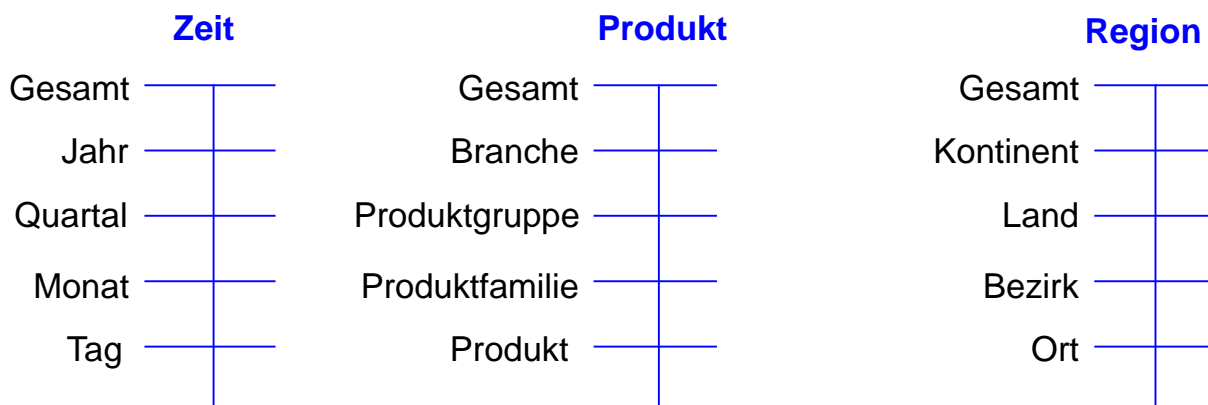 Zeit Produkt Region
Gesamt Gesamt Gesamt
Jahr Branche Kontinent
Quartal Produktgruppe Land
Monat Produktfamilie Bezirk
Tag Produkt Ort